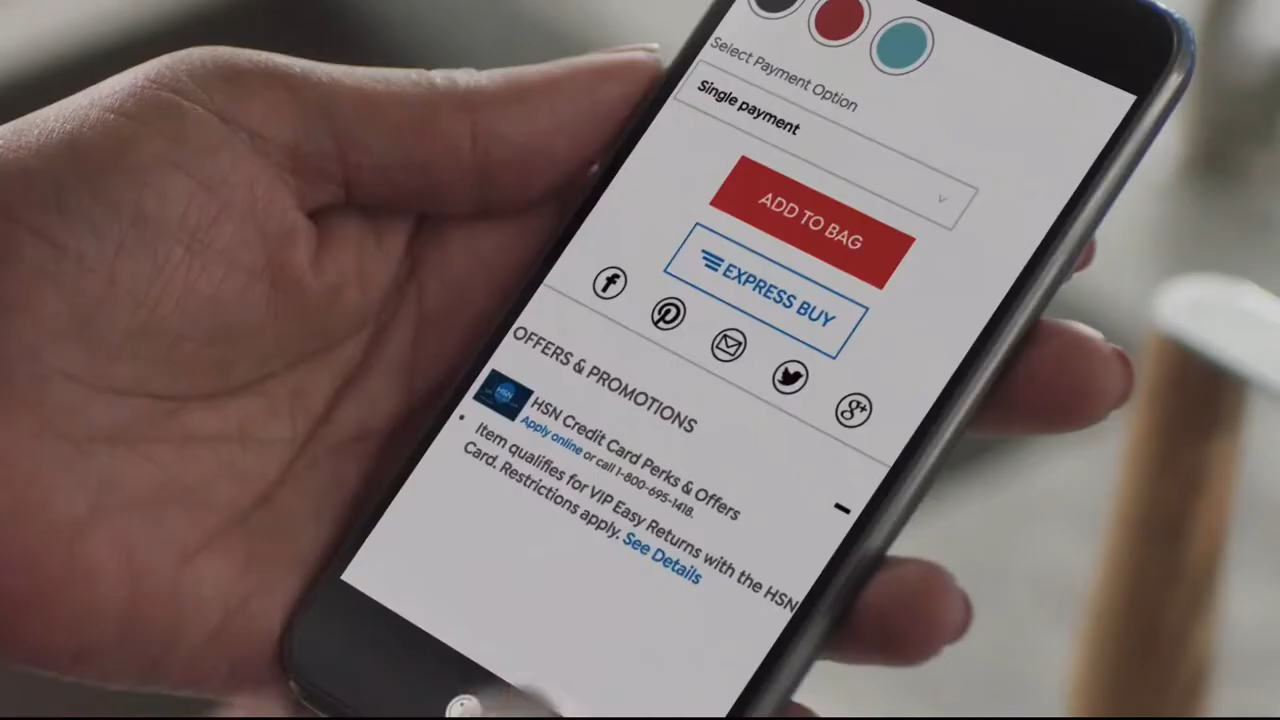 Select Payment Option
Single payment
ADD TO BAG
EXPRESS BUY
OFFERS & PROMOTIONS
HSN
HSN Credit Card Perks & Offers
Apply online or call 1-800-695-1418.
Item qualifies for VIP Easy Returns with the HSN
Card. Restrictions apply. See Details